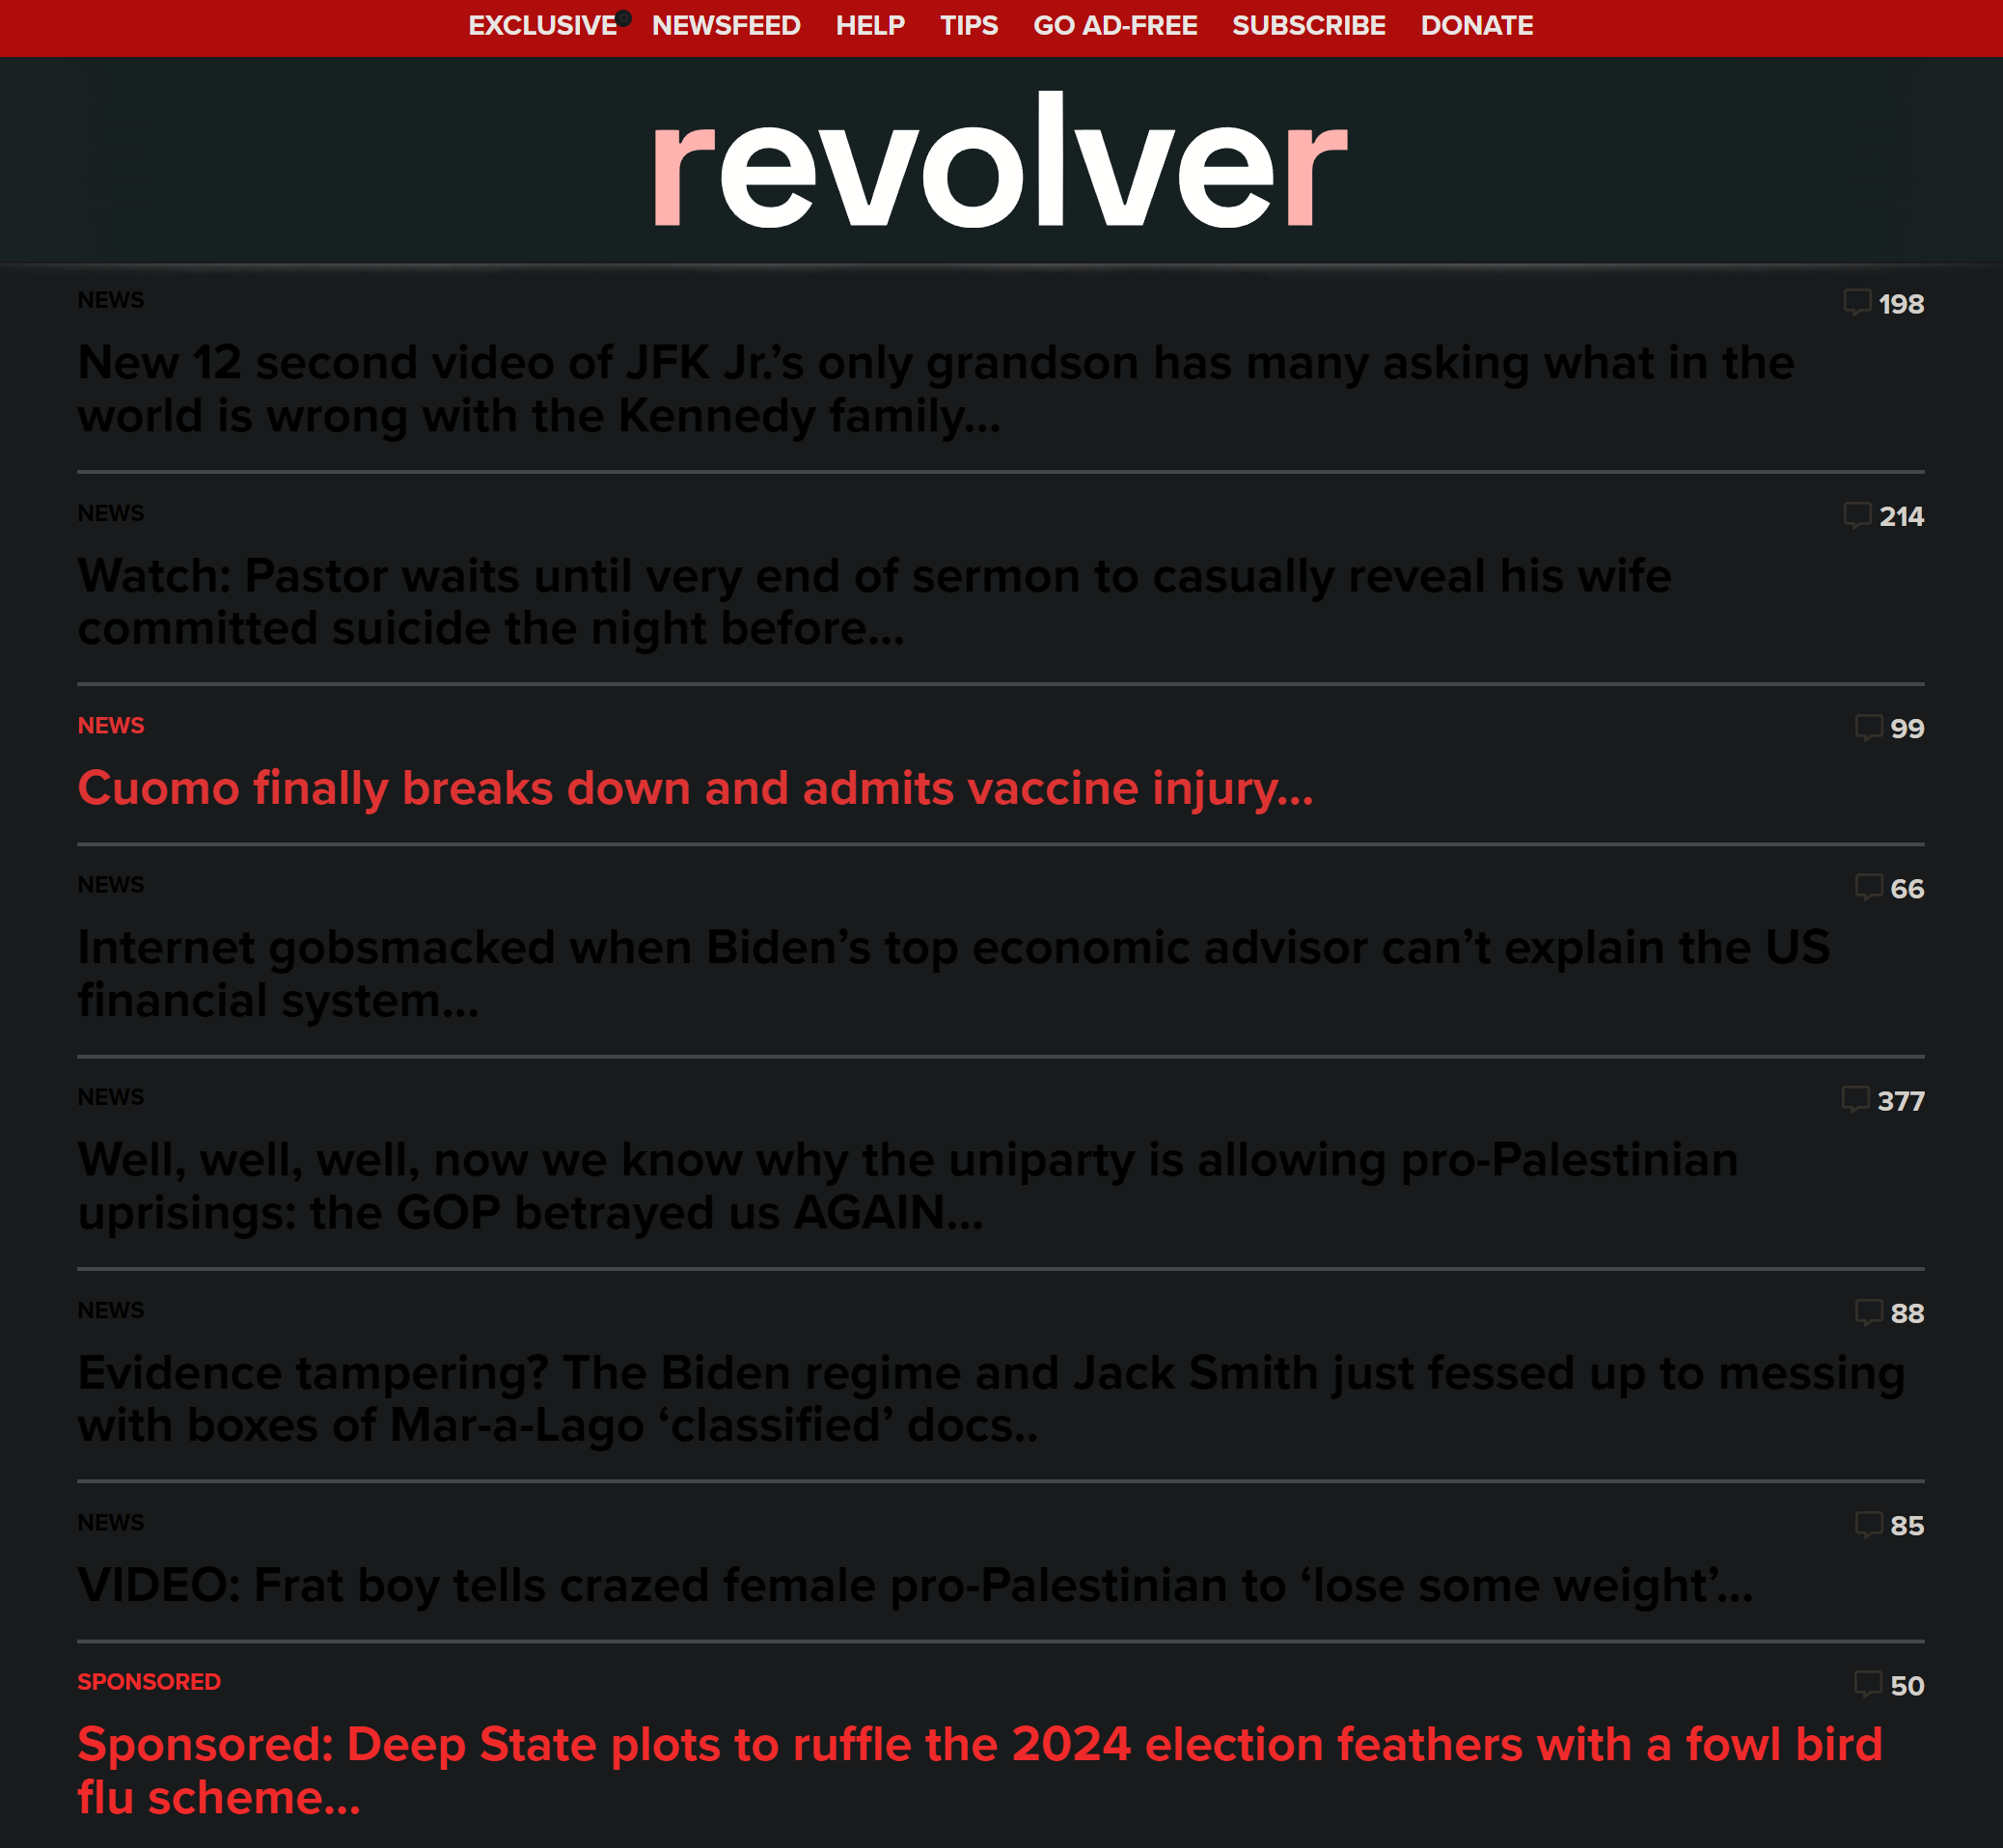 EXCLUSIVE NEWSFEED HELP TIPS GO AD-FREE SUBSCRIBE DONATE
revolver
NEWS 198
New 12 second video of JFK Jr.’s only grandson has many asking what in the
world is wrong with the Kennedy family…
NEWS 214
Watch: Pastor waits until very end of sermon to casually reveal his wife
committed suicide the night before…
NEWS 99
Cuomo finally breaks down and admits vaccine injury…
NEWS 66
Internet gobsmacked when Biden’s top economic advisor can’t explain the US
financial system…
NEWS 377
Well, well, well, now we know why the uniparty is allowing pro-Palestinian
uprisings: the GOP betrayed us AGAIN…
NEWS 88
Evidence tampering? The Biden regime and Jack Smith just fessed up to messing
with boxes of Mar-a-Lago ‘classified’ docs..
NEWS 85
VIDEO: Frat boy tells crazed female pro-Palestinian to ‘lose some weight’…
SPONSORED 50
Sponsored: Deep State plots to ruffle the 2024 election feathers with a fowl bird
flu scheme…